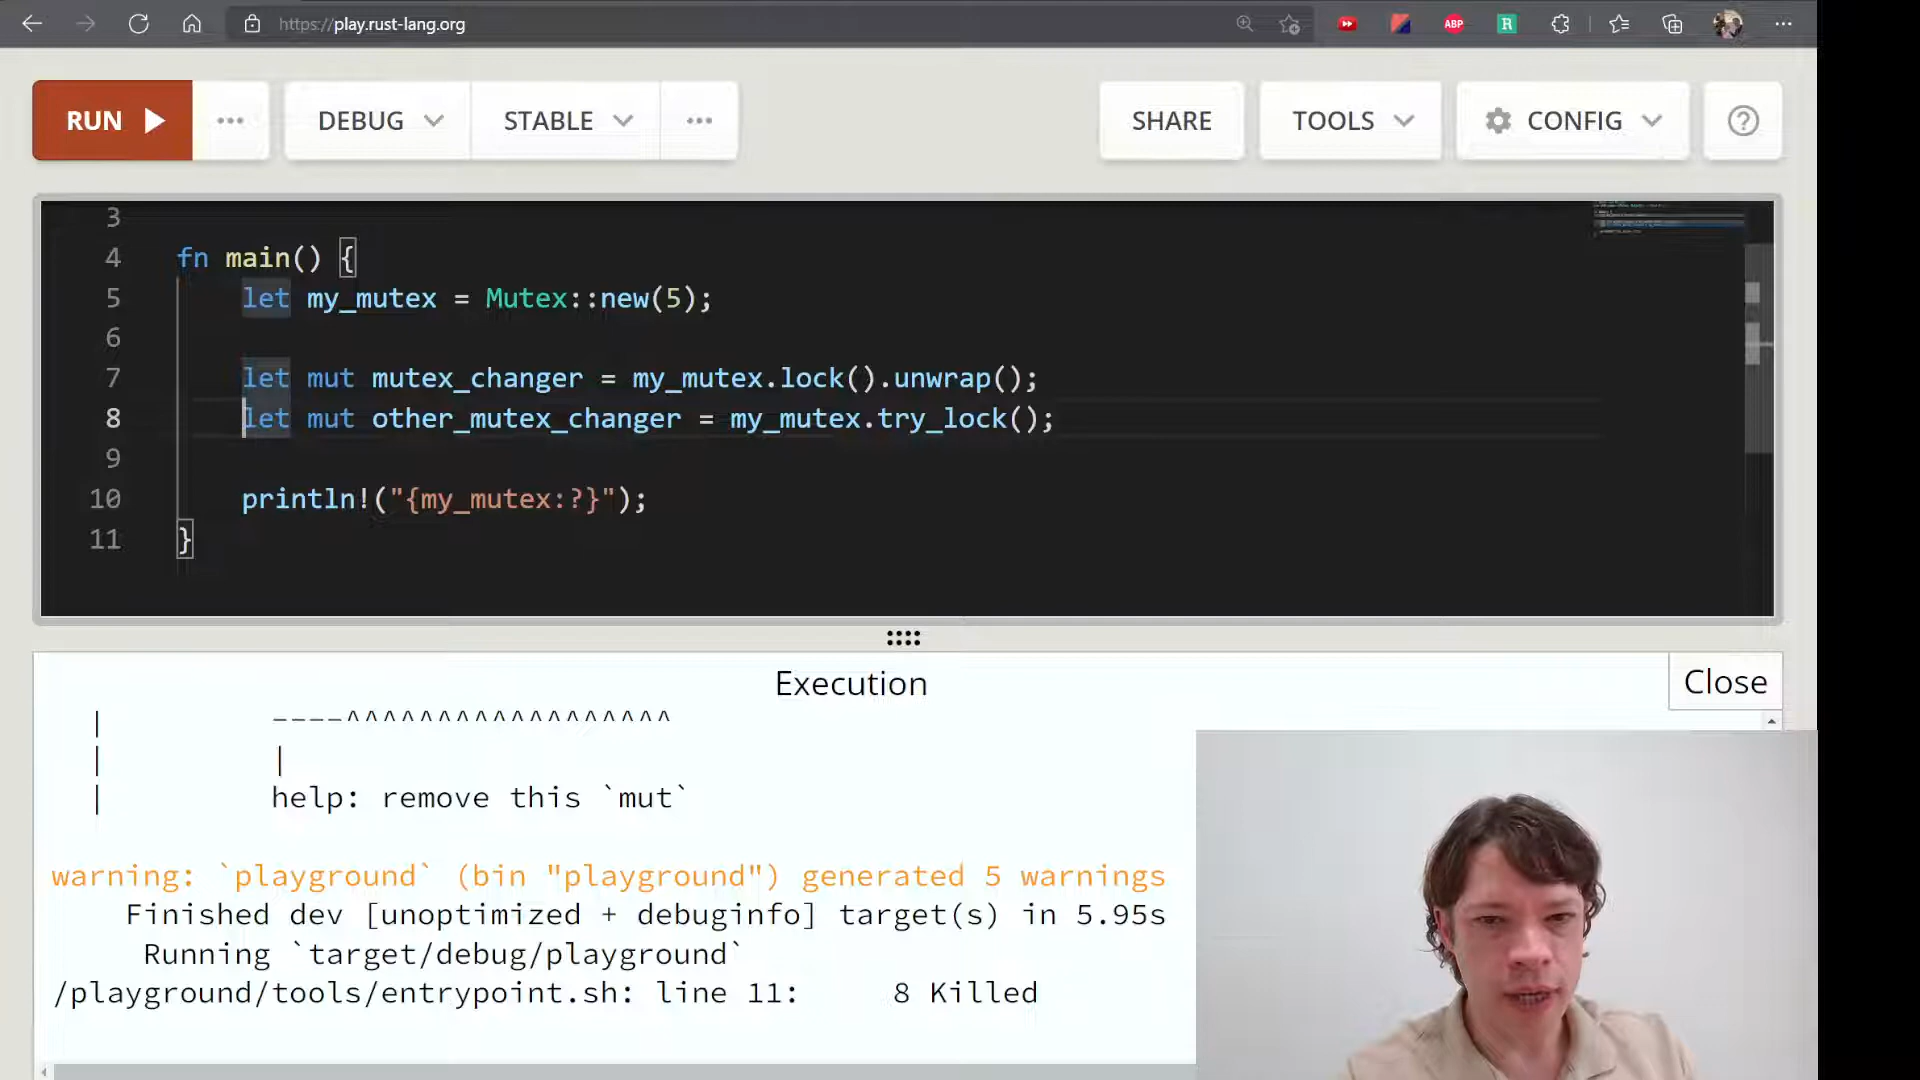 https://play.rust-lang.org
ABP
R
RUN
DEBUG
STABLE
SHARE
TOOLS
CONFIG
?
3
4 fn main() {
5 let my_mutex = Mutex::new(5);
6
7 let mut mutex_changer = my_mutex.lock().unwrap();
8 let mut other_mutex_changer = my_mutex.try_lock();
9
10 println!("{my_mutex:?}");
11 }
Execution
Close
| ----^^^^^^^^^^^^^^^^^^
| |
| help: remove this `mut`
warning: `playground` (bin "playground") generated 5 warnings
Finished dev [unoptimized + debuginfo] target(s) in 5.95s
Running `target/debug/playground`
/playground/tools/entrypoint.sh: line 11: 8 Killed